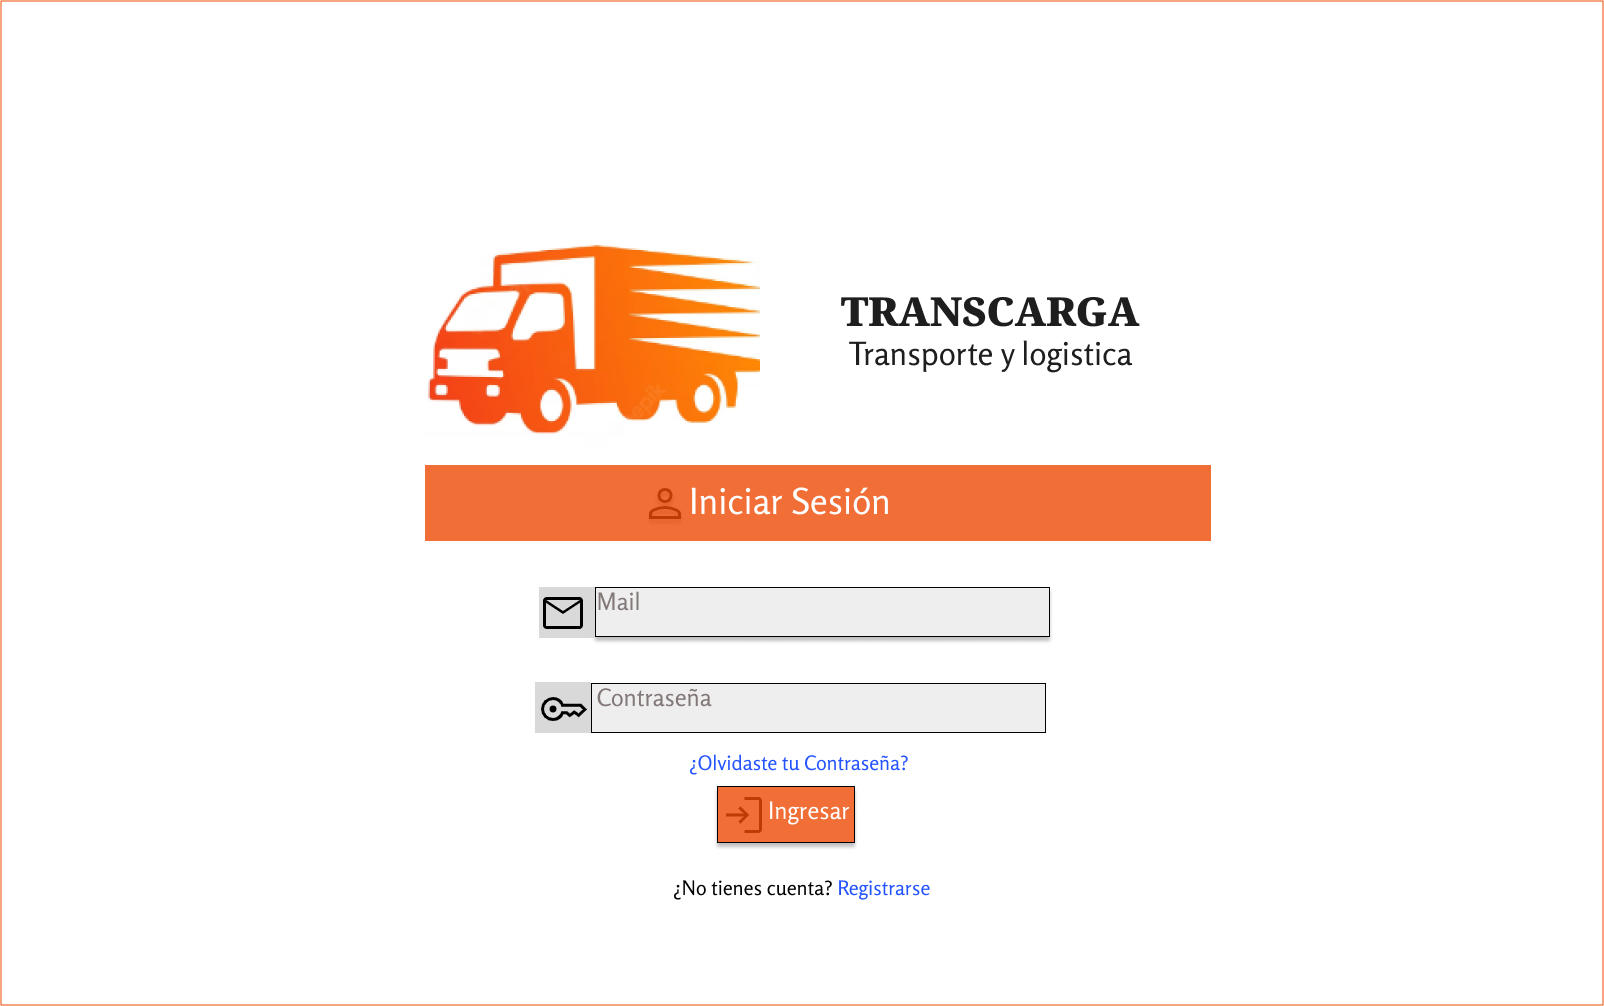 TRANSCARGA
Transporte y logistica
Iniciar Sesión
Mail
Contraseña
¿Olvidaste tu Contraseña?
Ingresar
¿No tienes cuenta? Registrarse